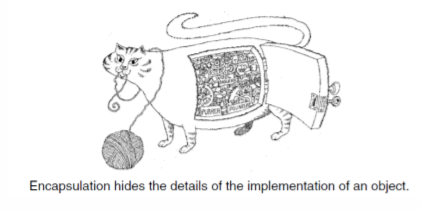 Encapsulation hides the details of the implementation of an object.